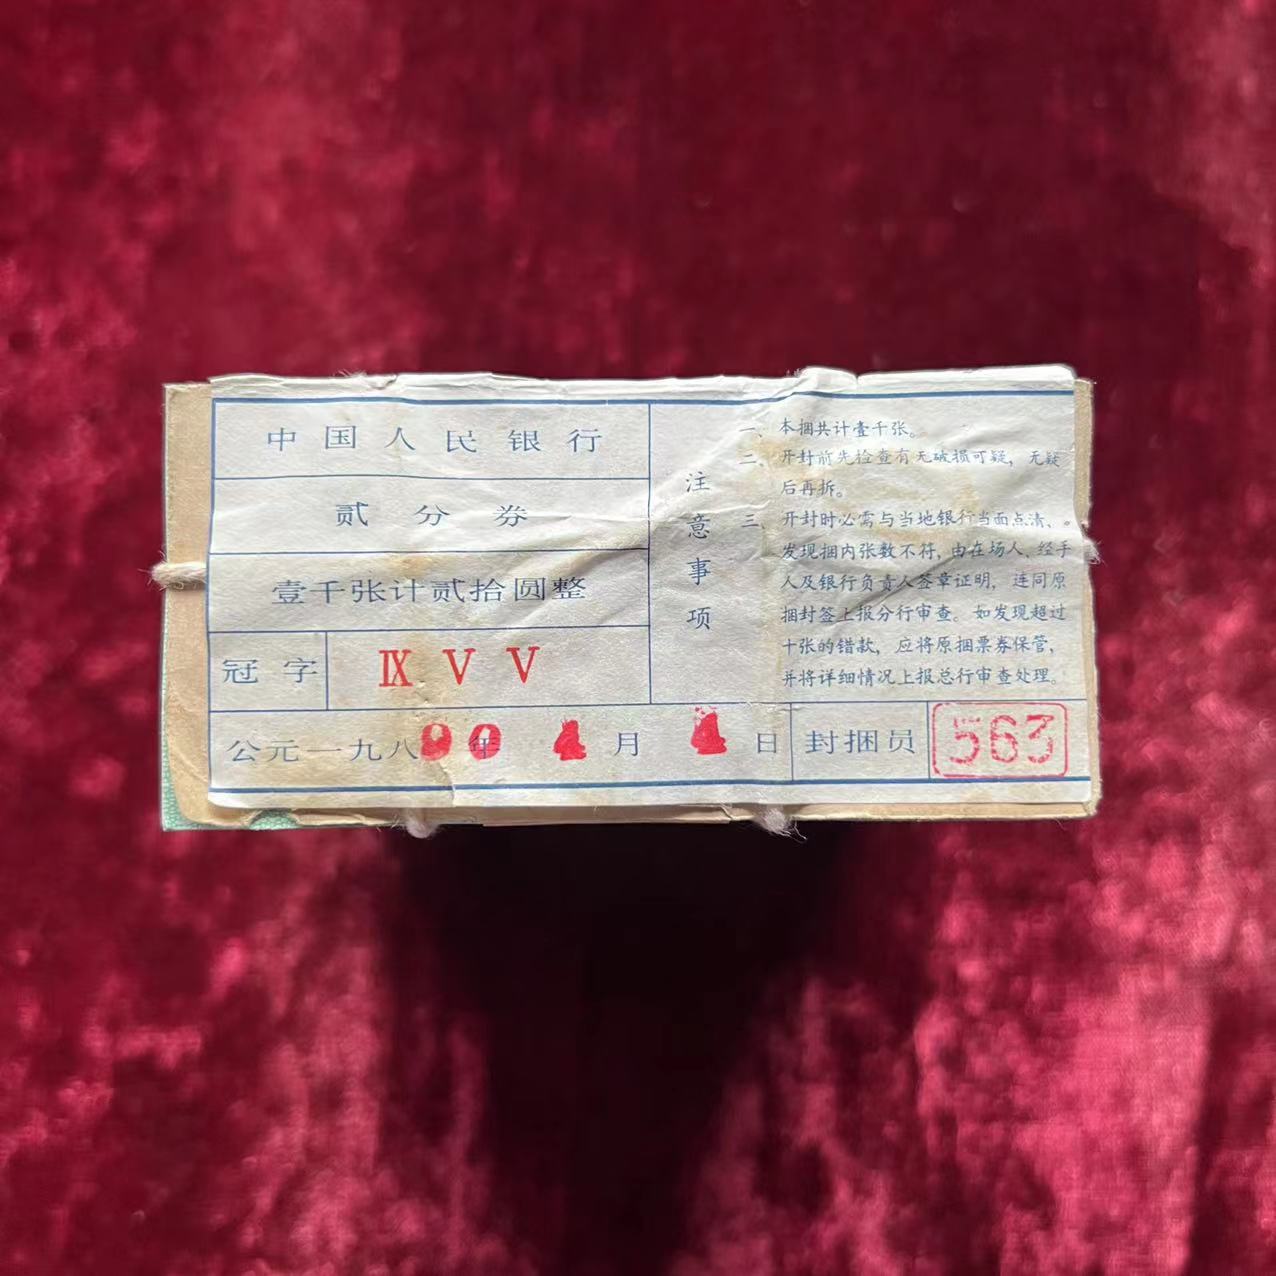 中国人民银行
贰分券
壹千张计贰拾圆整
冠字 Ⅸ Ⅴ Ⅴ
公元一九八90年 月 日 封捆员 563
注意事项
一、本捆共计壹千张。
二、开封前先检查有无破损可疑，无疑
后再拆。
三、开封时必需与当地银行当面点清、。
发现捆内张数不符，由在场人、经手
人及银行负责人签章证明，连同原
捆封签上报分行审查。如发现超过
十张的错款，应将原捆票券保管，
并将详细情况上报总行审查处理。